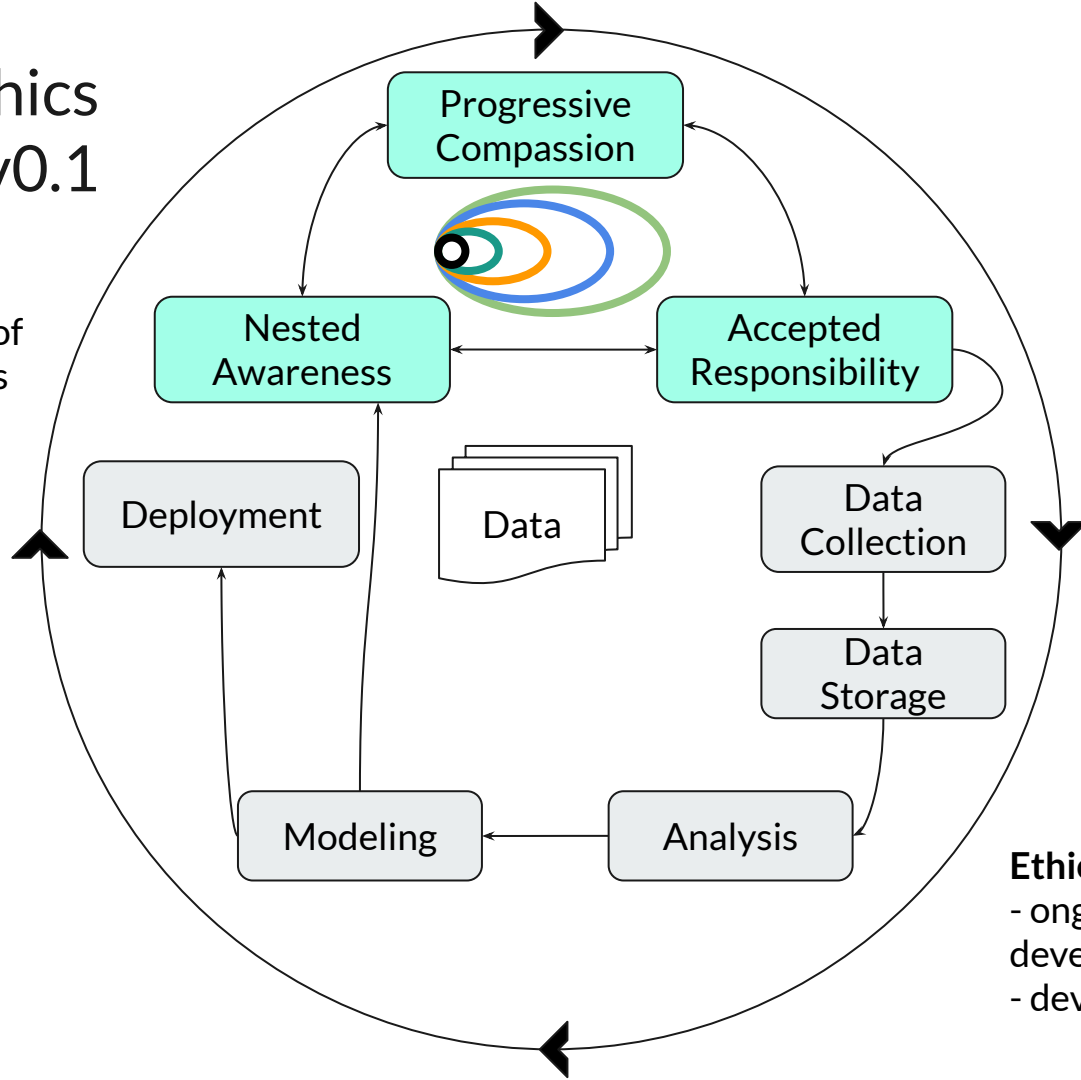 hics
v0.1
of
s
Progressive
Compassion
Nested
Awareness
Accepted
Responsibility
Deployment
Data
Data
Collection
Data
Storage
Modeling
Analysis
Ethic
- ong
deve
- dev